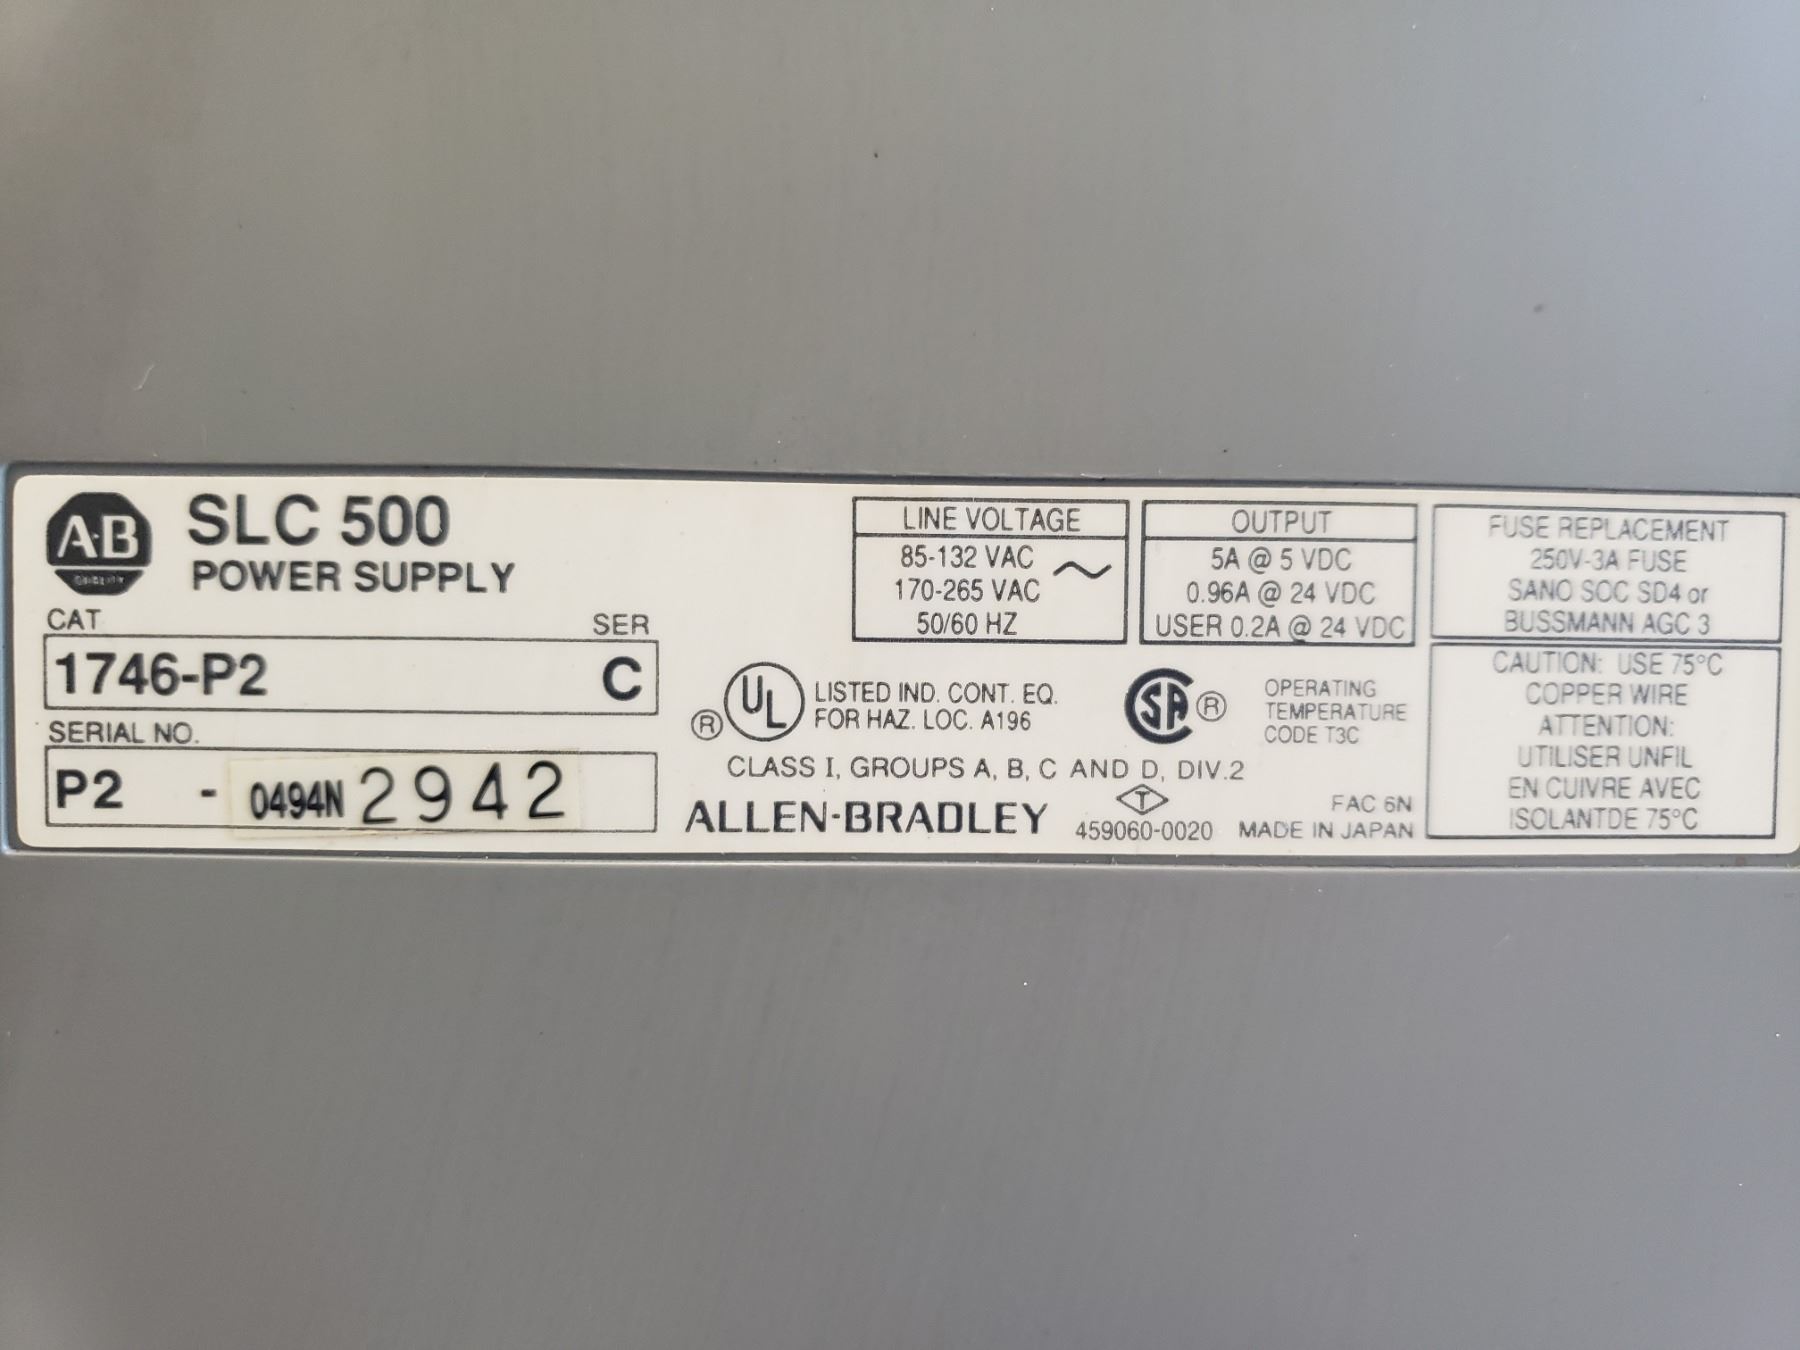 A·B
QUALITY
SLC 500
POWER SUPPLY
CAT
SER
1746-P2
C
SERIAL NO.
P2 - 0494N 2942
LINE VOLTAGE
85-132 VAC
170-265 VAC
50/60 HZ
OUTPUT
5A @ 5 VDC
0.96A @ 24 VDC
USER 0.2A @ 24 VDC
FUSE REPLACEMENT
250V-3A FUSE
SANO SOC SD4 or
BUSSMANN AGC 3
® UL LISTED IND. CONT. EQ.
FOR HAZ. LOC. A196
SA ®
OPERATING
TEMPERATURE
CODE T3C
CLASS I, GROUPS A, B, C AND D, DIV.2
ALLEN-BRADLEY
T
459060-0020
FAC 6N
MADE IN JAPAN
CAUTION: USE 75°C
COPPER WIRE
ATTENTION:
UTILISER UNFIL
EN CUIVRE AVEC
ISOLANTDE 75°C